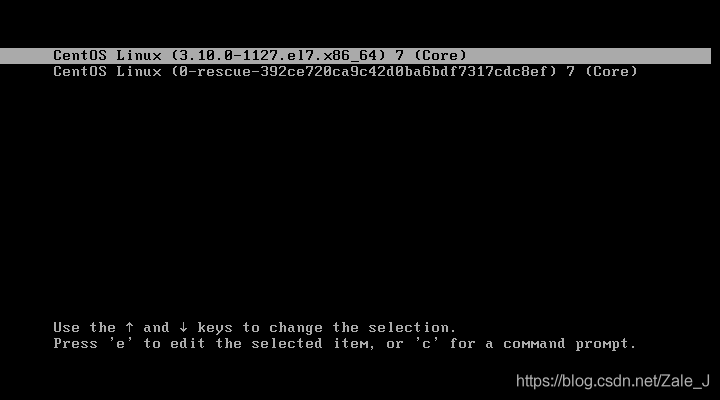 CentOS Linux (3.10.0-1127.el7.x86_64) 7 (Core)
CentOS Linux (0-rescue-392ce720ca9c42d0ba6bdf7317cdc8ef) 7 (Core)
Use the ↑ and ↓ keys to change the selection.
Press 'e' to edit the selected item, or 'c' for a command prompt.
https://blog.csdn.net/Zale_J